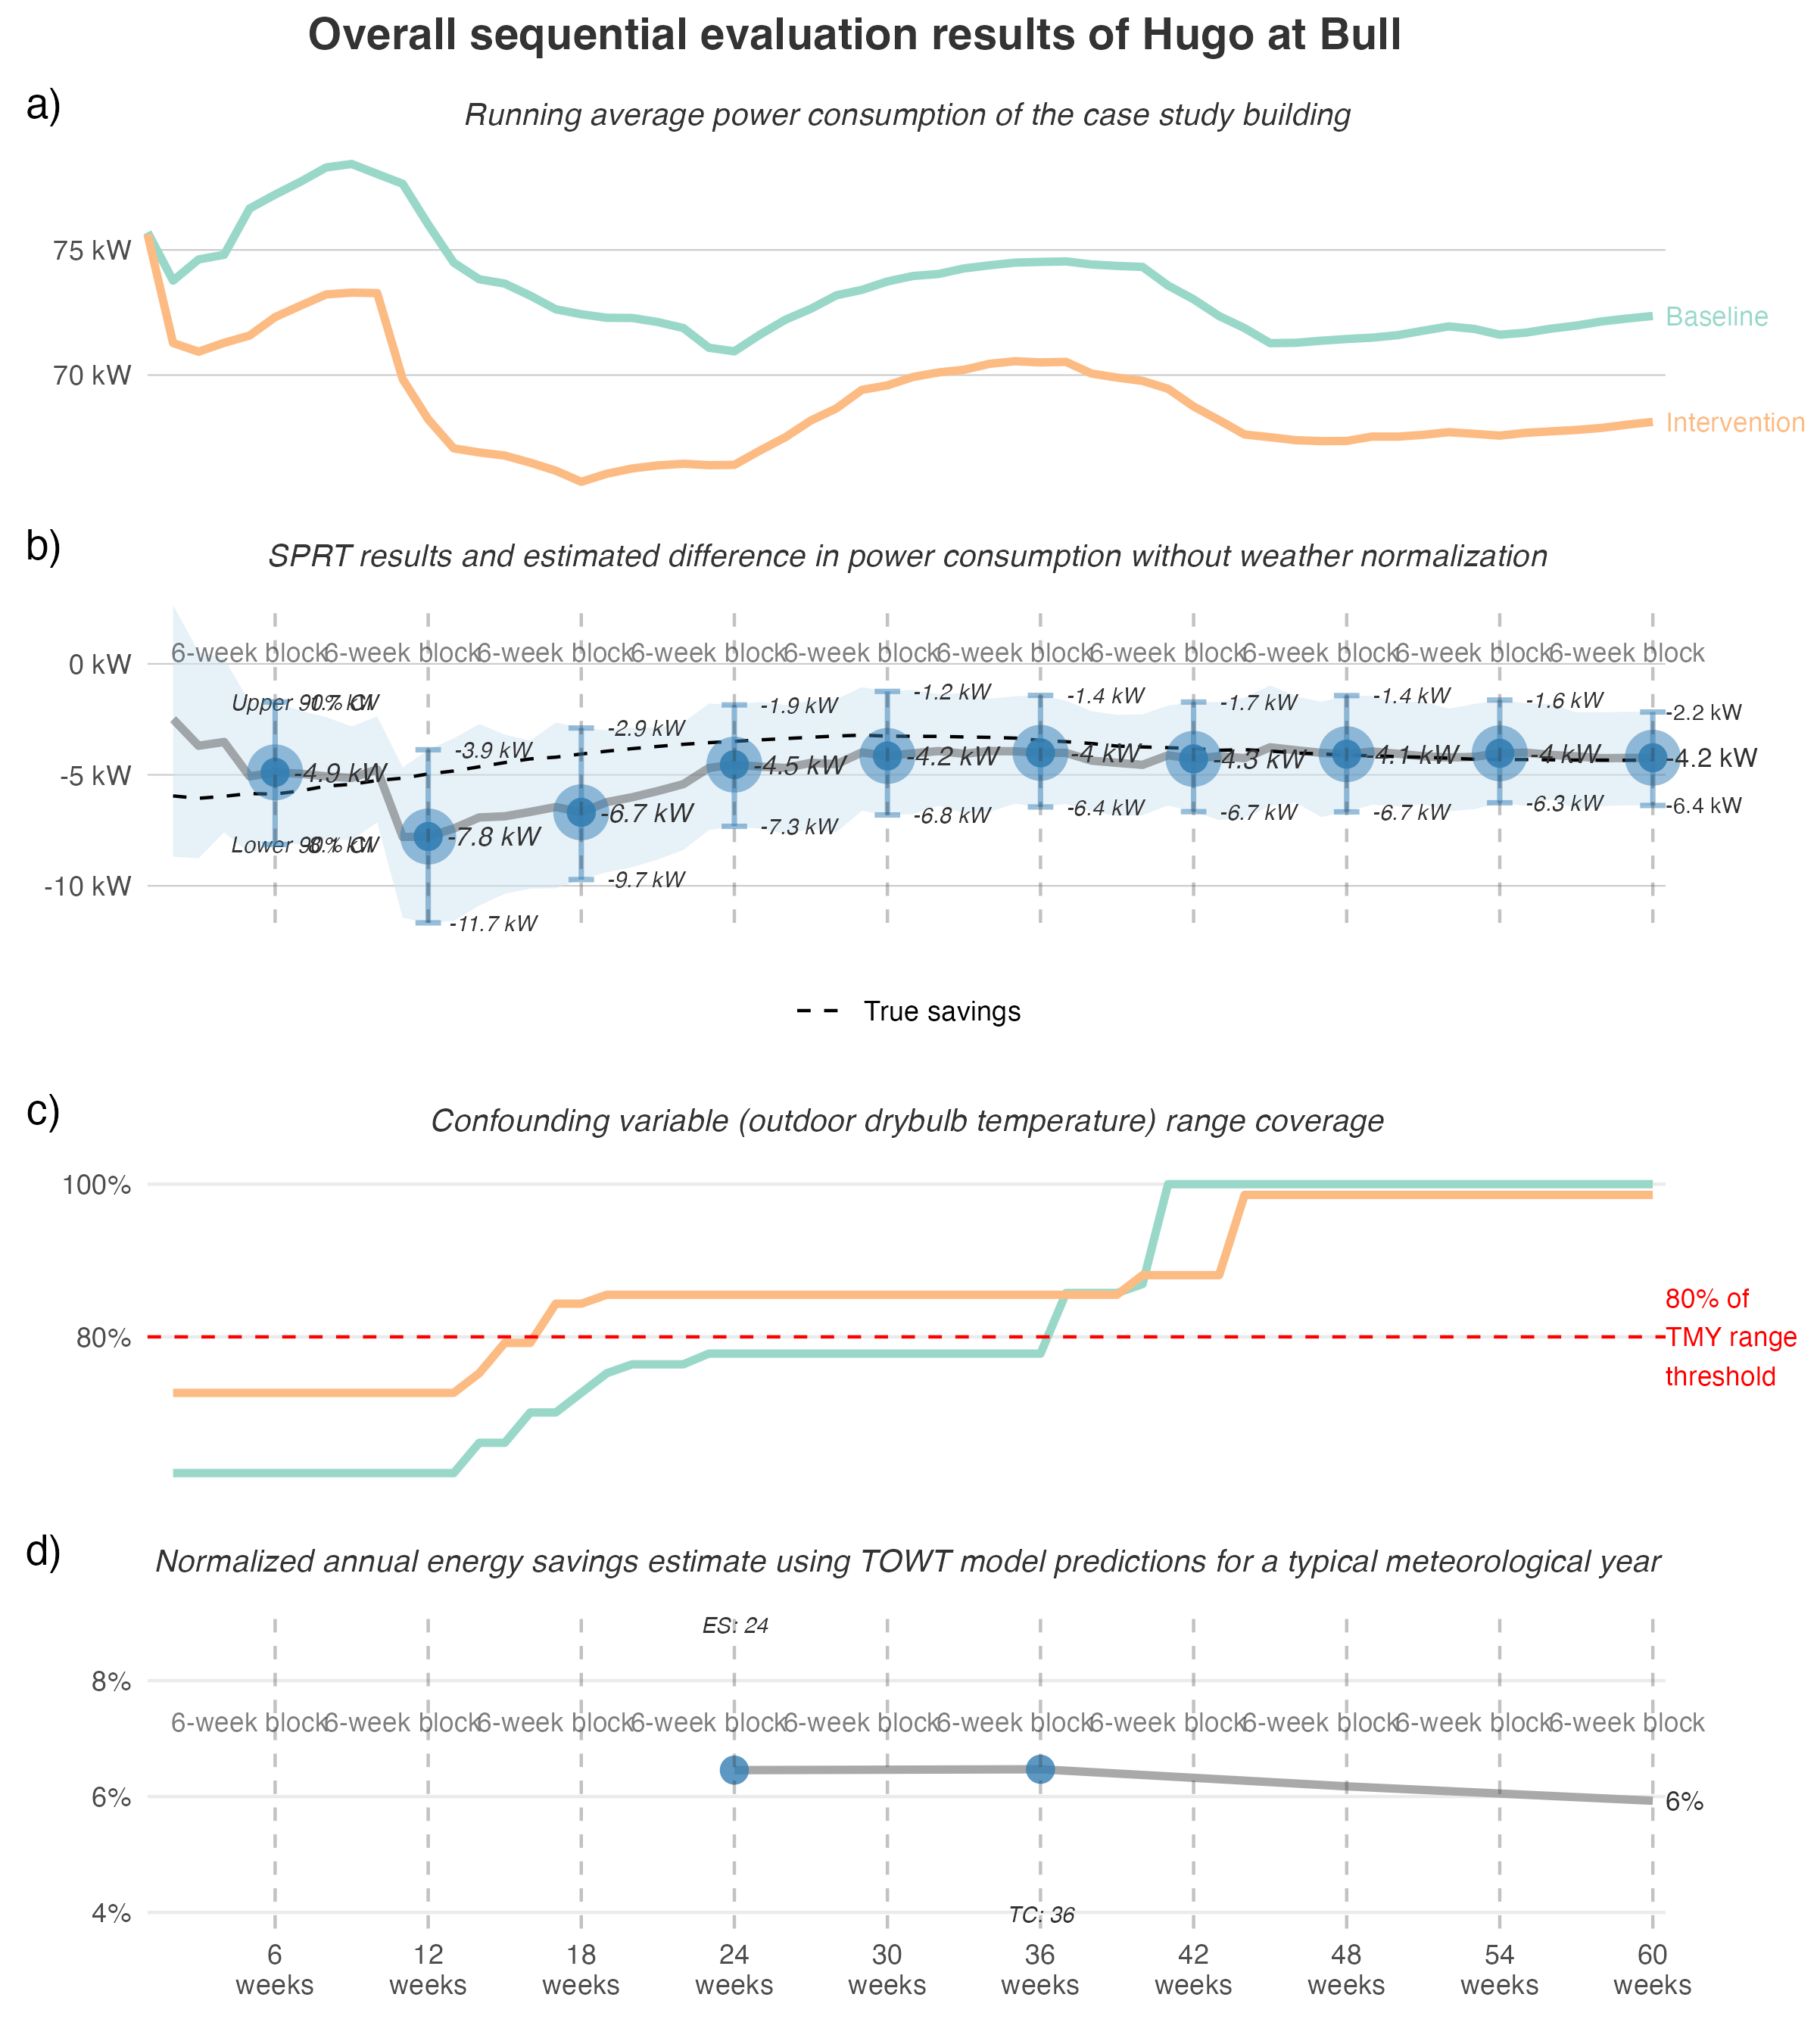 Overall sequential evaluation results of Hugo at Bull
a)
Running average power consumption of the case study building
75 kW
70 kW
Baseline
Intervention
b)
SPRT results and estimated difference in power consumption without weather normalization
6-week block 6-week block 6-week block 6-week block 6-week block 6-week block 6-week block 6-week block 6-week block 6-week block
0 kW
-5 kW
-10 kW
Upper 90% CI -1.7 kW
-3.9 kW
-2.9 kW
-1.9 kW
-1.2 kW
-1.4 kW
-1.7 kW
-1.4 kW
-1.6 kW
-2.2 kW
-4.9 kW
-7.8 kW
-6.7 kW
-4.5 kW
-4.2 kW
-4 kW
-4.3 kW
-4.1 kW
-4 kW
-4.2 kW
Lower 90% CI -8.1 kW
-11.7 kW
-9.7 kW
-7.3 kW
-6.8 kW
-6.4 kW
-6.7 kW
-6.7 kW
-6.3 kW
-6.4 kW
True savings
c)
Confounding variable (outdoor drybulb temperature) range coverage
100%
80%
80% of
TMY range
threshold
d)
Normalized annual energy savings estimate using TOWT model predictions for a typical meteorological year
ES: 24
8%
6-week block 6-week block 6-week block 6-week block 6-week block 6-week block 6-week block 6-week block 6-week block 6-week block
6%
6%
4%
TC: 36
6 12 18 24 30 36 42 48 54 60
weeks weeks weeks weeks weeks weeks weeks weeks weeks weeks